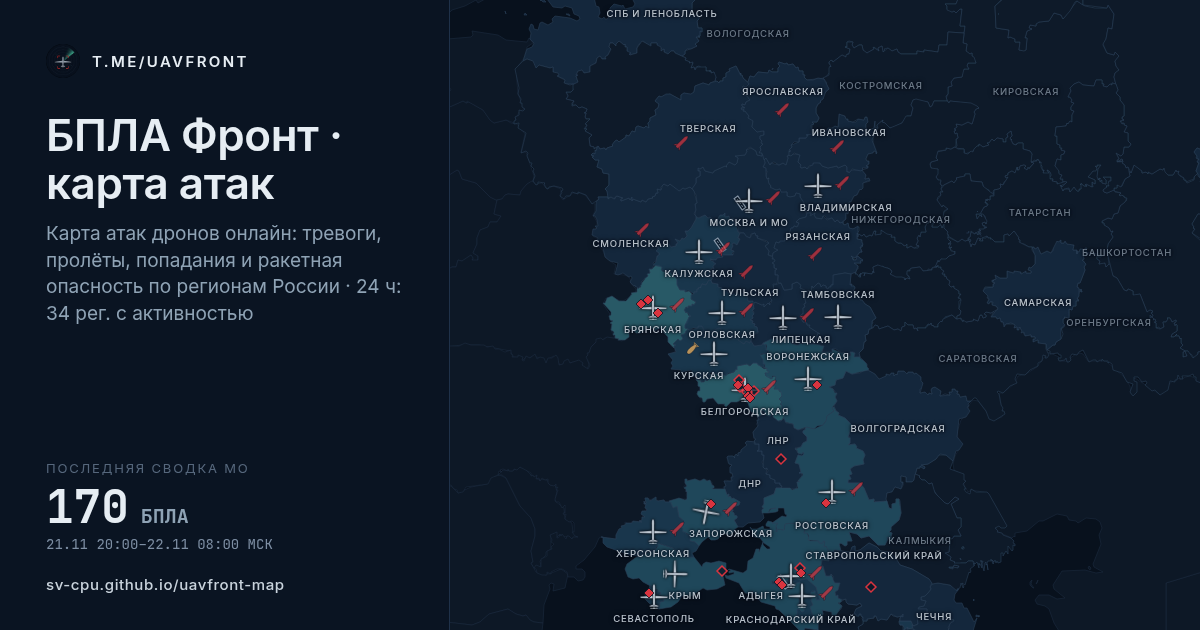 T.ME/UAVFRONT
БПЛА Фронт ·
карта атак
Карта атак дронов онлайн: тревоги,
пролёты, попадания и ракетная
опасность по регионам России · 24 ч:
34 рег. с активностью
ПОСЛЕДНЯЯ СВОДКА МО
170 БПЛА
21.11 20:00–22.11 08:00 МСК
sv-cpu.github.io/uavfront-map
СПБ И ЛЕНОБЛАСТЬ
ВОЛОГОДСКАЯ
ЯРОСЛАВСКАЯ
КОСТРОМСКАЯ
КИРОВСКАЯ
ТВЕРСКАЯ
ИВАНОВСКАЯ
МОСКВА И МО
ВЛАДИМИРСКАЯ
НИЖЕГОРОДСКАЯ
ТАТАРСТАН
СМОЛЕНСКАЯ
РЯЗАНСКАЯ
БАШКОРТОСТАН
КАЛУЖСКАЯ
ТУЛЬСКАЯ
ТАМБОВСКАЯ
САМАРСКАЯ
БРЯНСКАЯ
ОРЛОВСКАЯ
ЛИПЕЦКАЯ
ОРЕНБУРГСКАЯ
КУРСКАЯ
ВОРОНЕЖСКАЯ
САРАТОВСКАЯ
БЕЛГОРОДСКАЯ
ВОЛГОГРАДСКАЯ
ЛНР
ДНР
ЗАПОРОЖСКАЯ
РОСТОВСКАЯ
КАЛМЫКИЯ
ХЕРСОНСКАЯ
СТАВРОПОЛЬСКИЙ КРАЙ
КРЫМ
АДЫГЕЯ
СЕВАСТОПОЛЬ
КРАСНОДАРСКИЙ КРАЙ
ЧЕЧНЯ